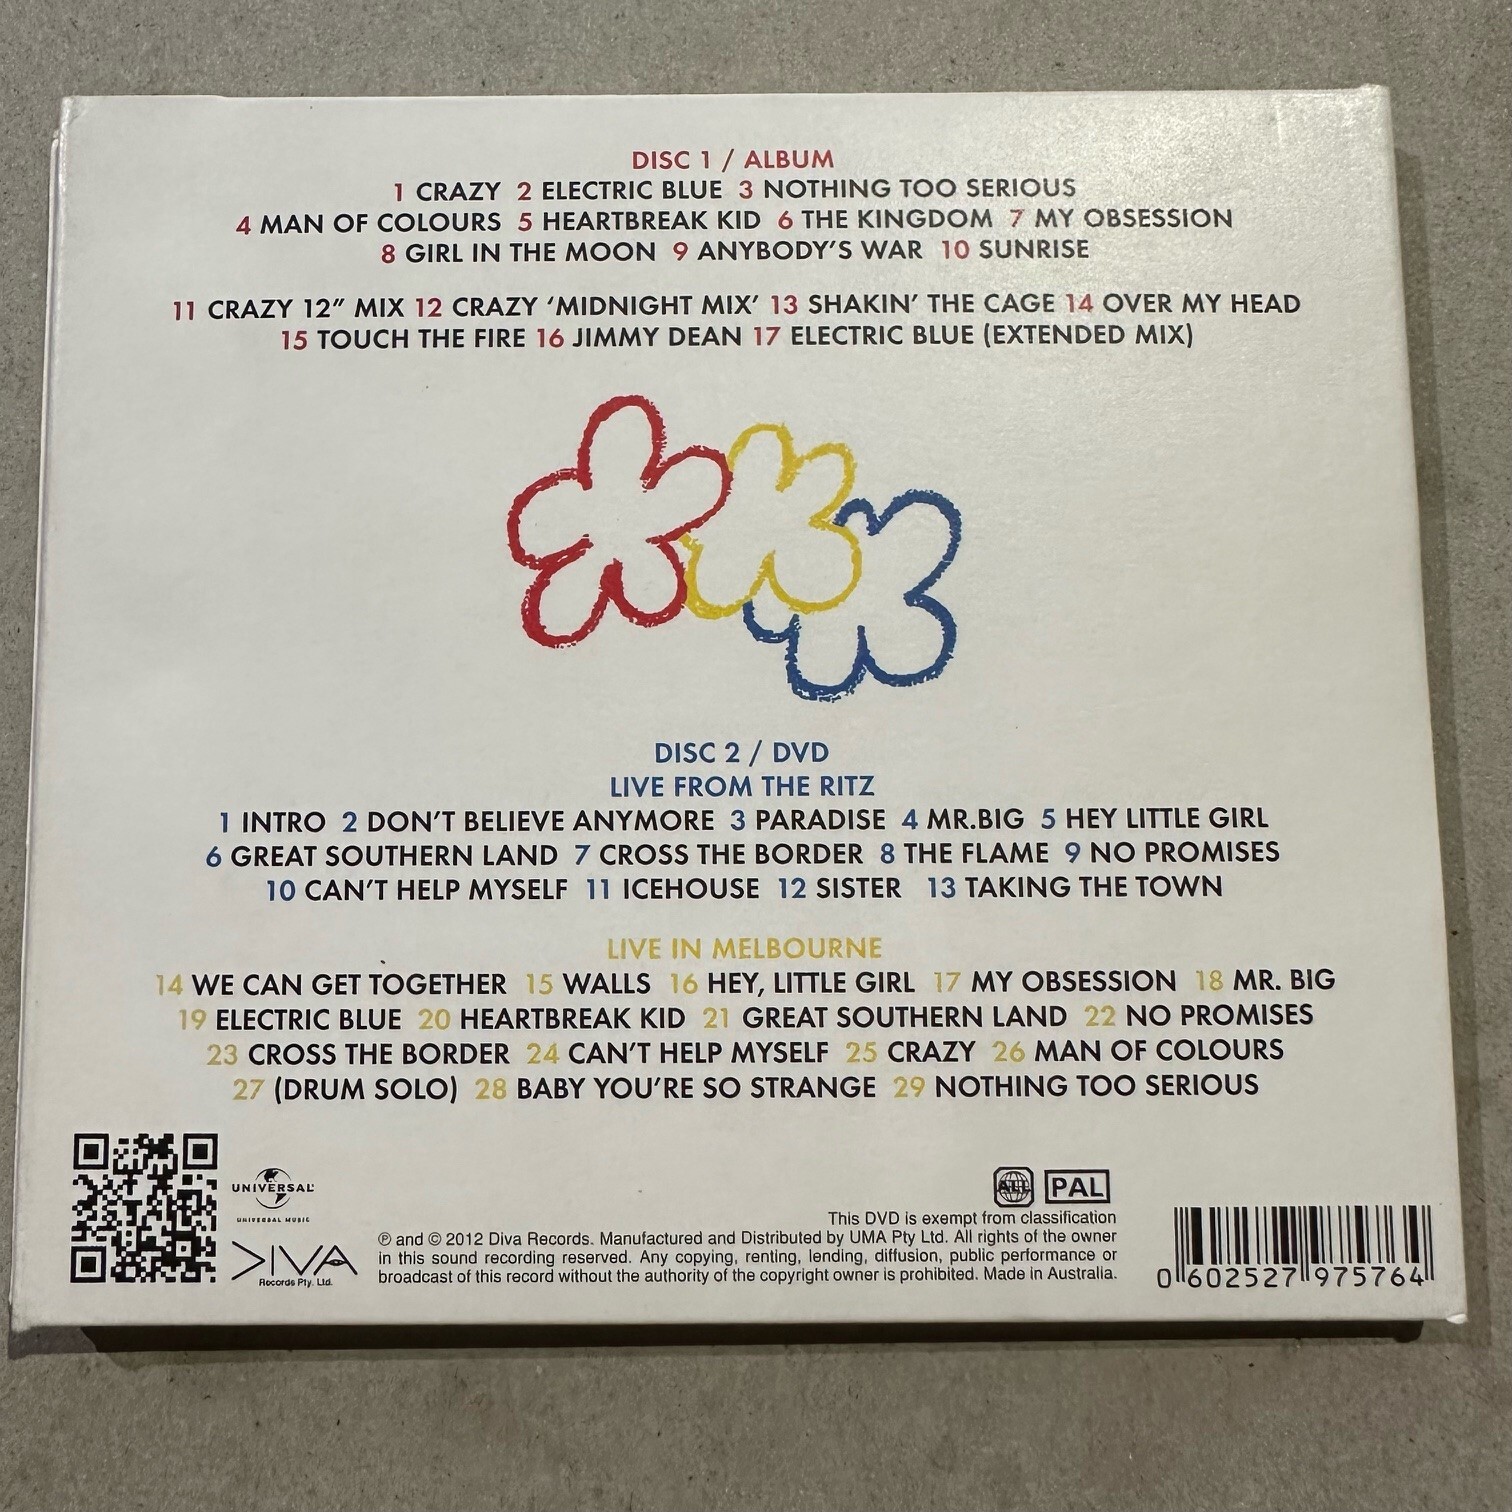 DISC 1 / ALBUM
1 CRAZY 2 ELECTRIC BLUE 3 NOTHING TOO SERIOUS
4 MAN OF COLOURS 5 HEARTBREAK KID 6 THE KINGDOM 7 MY OBSESSION
8 GIRL IN THE MOON 9 ANYBODY'S WAR 10 SUNRISE
11 CRAZY 12" MIX 12 CRAZY 'MIDNIGHT MIX' 13 SHAKIN' THE CAGE 14 OVER MY HEAD
15 TOUCH THE FIRE 16 JIMMY DEAN 17 ELECTRIC BLUE (EXTENDED MIX)
DISC 2 / DVD
LIVE FROM THE RITZ
1 INTRO 2 DON'T BELIEVE ANYMORE 3 PARADISE 4 MR.BIG 5 HEY LITTLE GIRL
6 GREAT SOUTHERN LAND 7 CROSS THE BORDER 8 THE FLAME 9 NO PROMISES
10 CAN'T HELP MYSELF 11 ICEHOUSE 12 SISTER 13 TAKING THE TOWN
LIVE IN MELBOURNE
14 WE CAN GET TOGETHER 15 WALLS 16 HEY, LITTLE GIRL 17 MY OBSESSION 18 MR. BIG
19 ELECTRIC BLUE 20 HEARTBREAK KID 21 GREAT SOUTHERN LAND 22 NO PROMISES
23 CROSS THE BORDER 24 CAN'T HELP MYSELF 25 CRAZY 26 MAN OF COLOURS
27 (DRUM SOLO) 28 BABY YOU'RE SO STRANGE 29 NOTHING TOO SERIOUS
UNIVERSAL
UNIVERSAL MUSIC
DIVA
Records Pty. Ltd.
ALL PAL
This DVD is exempt from classification
℗ and © 2012 Diva Records. Manufactured and Distributed by UMA Pty Ltd. All rights of the owner
in this sound recording reserved. Any copying, renting, lending, diffusion, public performance or
broadcast of this record without the authority of the copyright owner is prohibited. Made in Australia.
0 602527 975764